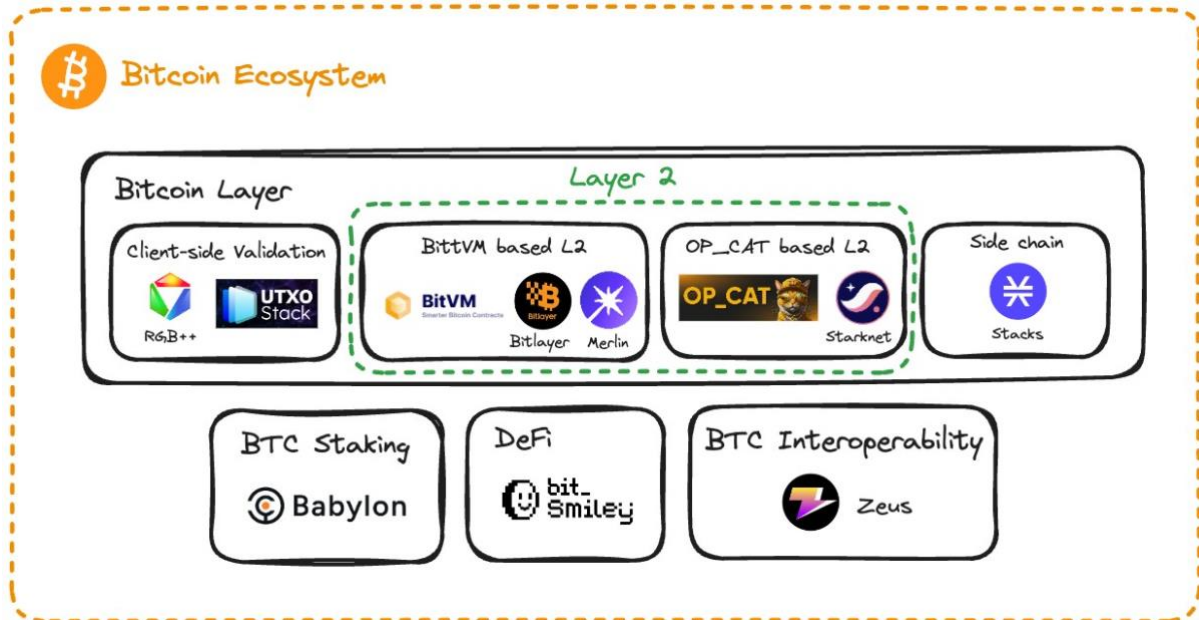 Bitcoin Ecosystem
Bitcoin Layer
Layer 2
Client-side Validation
RGB++
UTXO
Stack
BittVM based L2
BitVM
Smarter Bitcoin Contracts
Bitlayer
Bitlayer
Merlin
OP_CAT based L2
OP_CAT
Starknet
Side chain
Stacks
BTC Staking
Babylon
DeFi
bit_
Smiley
BTC Interoperability
Zeus